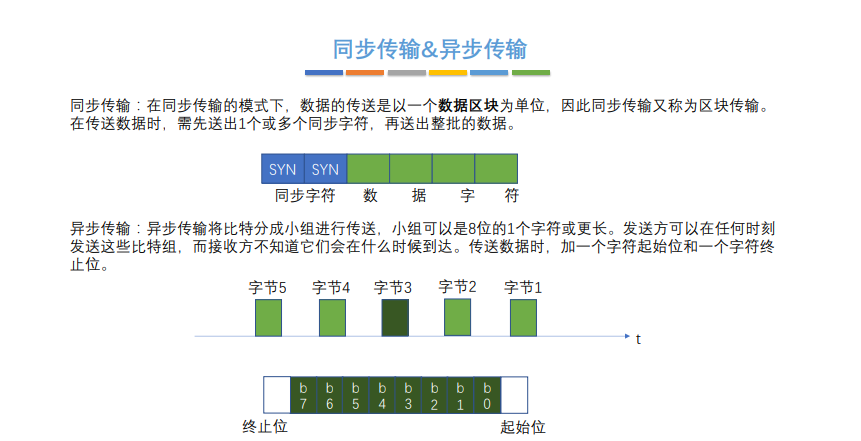 同步传输&异步传输
同步传输：在同步传输的模式下，数据的传送是以一个数据区块为单位，因此同步传输又称为区块传输。
在传送数据时，需先送出1个或多个同步字符，再送出整批的数据。
SYN SYN
同步字符 数 据 字 符
异步传输：异步传输将比特分成小组进行传送，小组可以是8位的1个字符或更长。发送方可以在任何时刻
发送这些比特组，而接收方不知道它们会在什么时候到达。传送数据时，加一个字符起始位和一个字符终
止位。
字节5 字节4 字节3 字节2 字节1
t
b7 b6 b5 b4 b3 b2 b1 b0
终止位 起始位